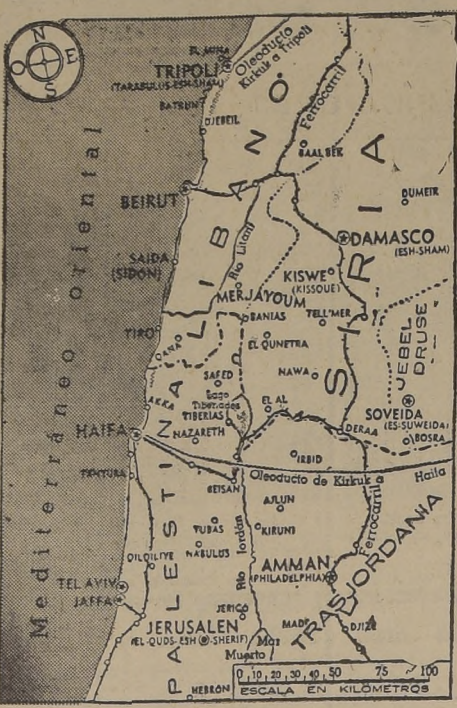 N
O E
S
EL MINA
TRIPOLI
(TARABULUS-ESH-SHAM)
Oleoducto
Kirkuk a Tripoli
BATRUN
DJEBEIL
Ferrocarril
BAALBEK
LIBANO
SIRIA
DUMEIR
BEIRUT
DAMASCO
(ESH-SHAM)
Rio Litani
SAIDA
(SIDON)
KISWE
(KISSOUE)
MERJAYOUM
BANIAS
TELL'MER
TIRO
CANA
EL QUNETRA
JEBEL
DRUSE
SAFED
NAWA
Lago
Tiberiades
TIBERIAS
EL AL
SOVEIDA
(ES-SUWEIDA)
AKKA
HAIFA
NAZARETH
DERAA
BOSRA
IRBID
Oleoducto de Kirkuk a Haifa
TANTURA
BEISAN
AJLUN
TUBAS
KIRUNI
NABULUS
Rio Jordán
Ferrocarril
QILQILIYE
AMMAN
(PHILADELPHIA)
TRASJORDANIA
TEL AVIV
JAFFA
JERICO
JERUSALEN
(EL-QUDS-ESH-SHERIF)
DJIZE
Mar
Muerto
HEBRON
PALESTINA
Mediterráneo oriental
0 10 20 30 40 50 75 100
ESCALA EN KILOMETROS